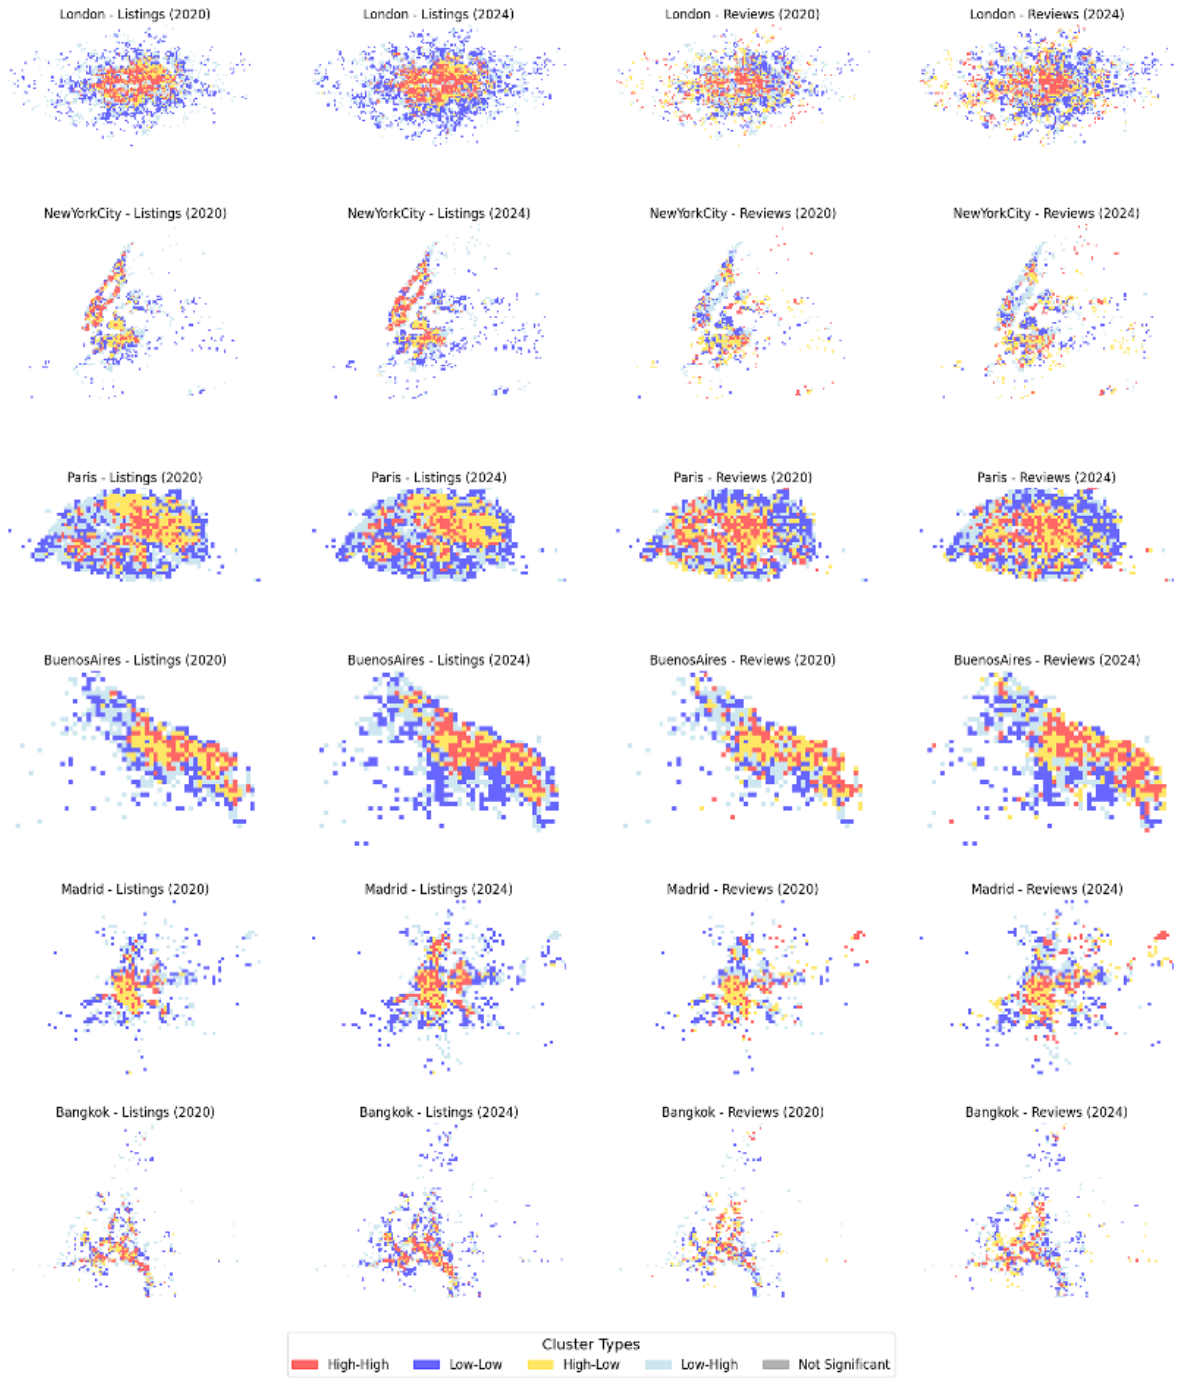 London - Listings (2020)
London - Listings (2024)
London - Reviews (2020)
London - Reviews (2024)
NewYorkCity - Listings (2020)
NewYorkCity - Listings (2024)
NewYorkCity - Reviews (2020)
NewYorkCity - Reviews (2024)
Paris - Listings (2020)
Paris - Listings (2024)
Paris - Reviews (2020)
Paris - Reviews (2024)
BuenosAires - Listings (2020)
BuenosAires - Listings (2024)
BuenosAires - Reviews (2020)
BuenosAires - Reviews (2024)
Madrid - Listings (2020)
Madrid - Listings (2024)
Madrid - Reviews (2020)
Madrid - Reviews (2024)
Bangkok - Listings (2020)
Bangkok - Listings (2024)
Bangkok - Reviews (2020)
Bangkok - Reviews (2024)
Cluster Types
High-High
Low-Low
High-Low
Low-High
Not Significant